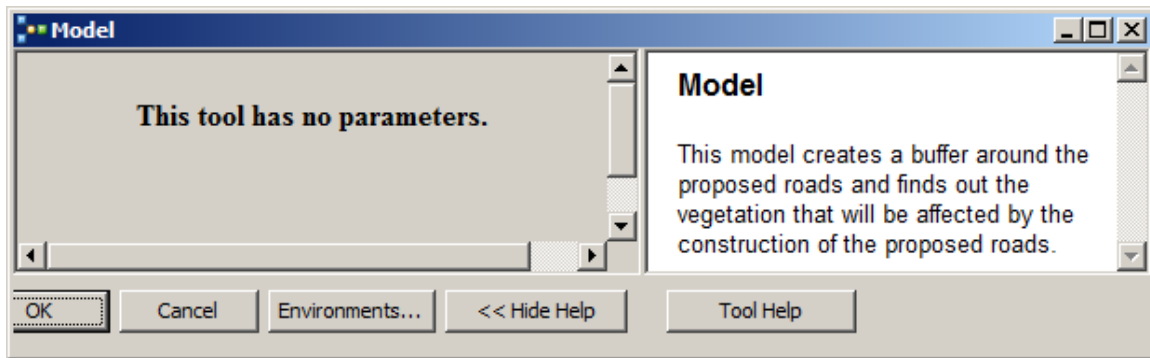 Model
This tool has no parameters.
Model
This model creates a buffer around the
proposed roads and finds out the
vegetation that will be affected by the
construction of the proposed roads.
OK
Cancel
Environments...
<< Hide Help
Tool Help